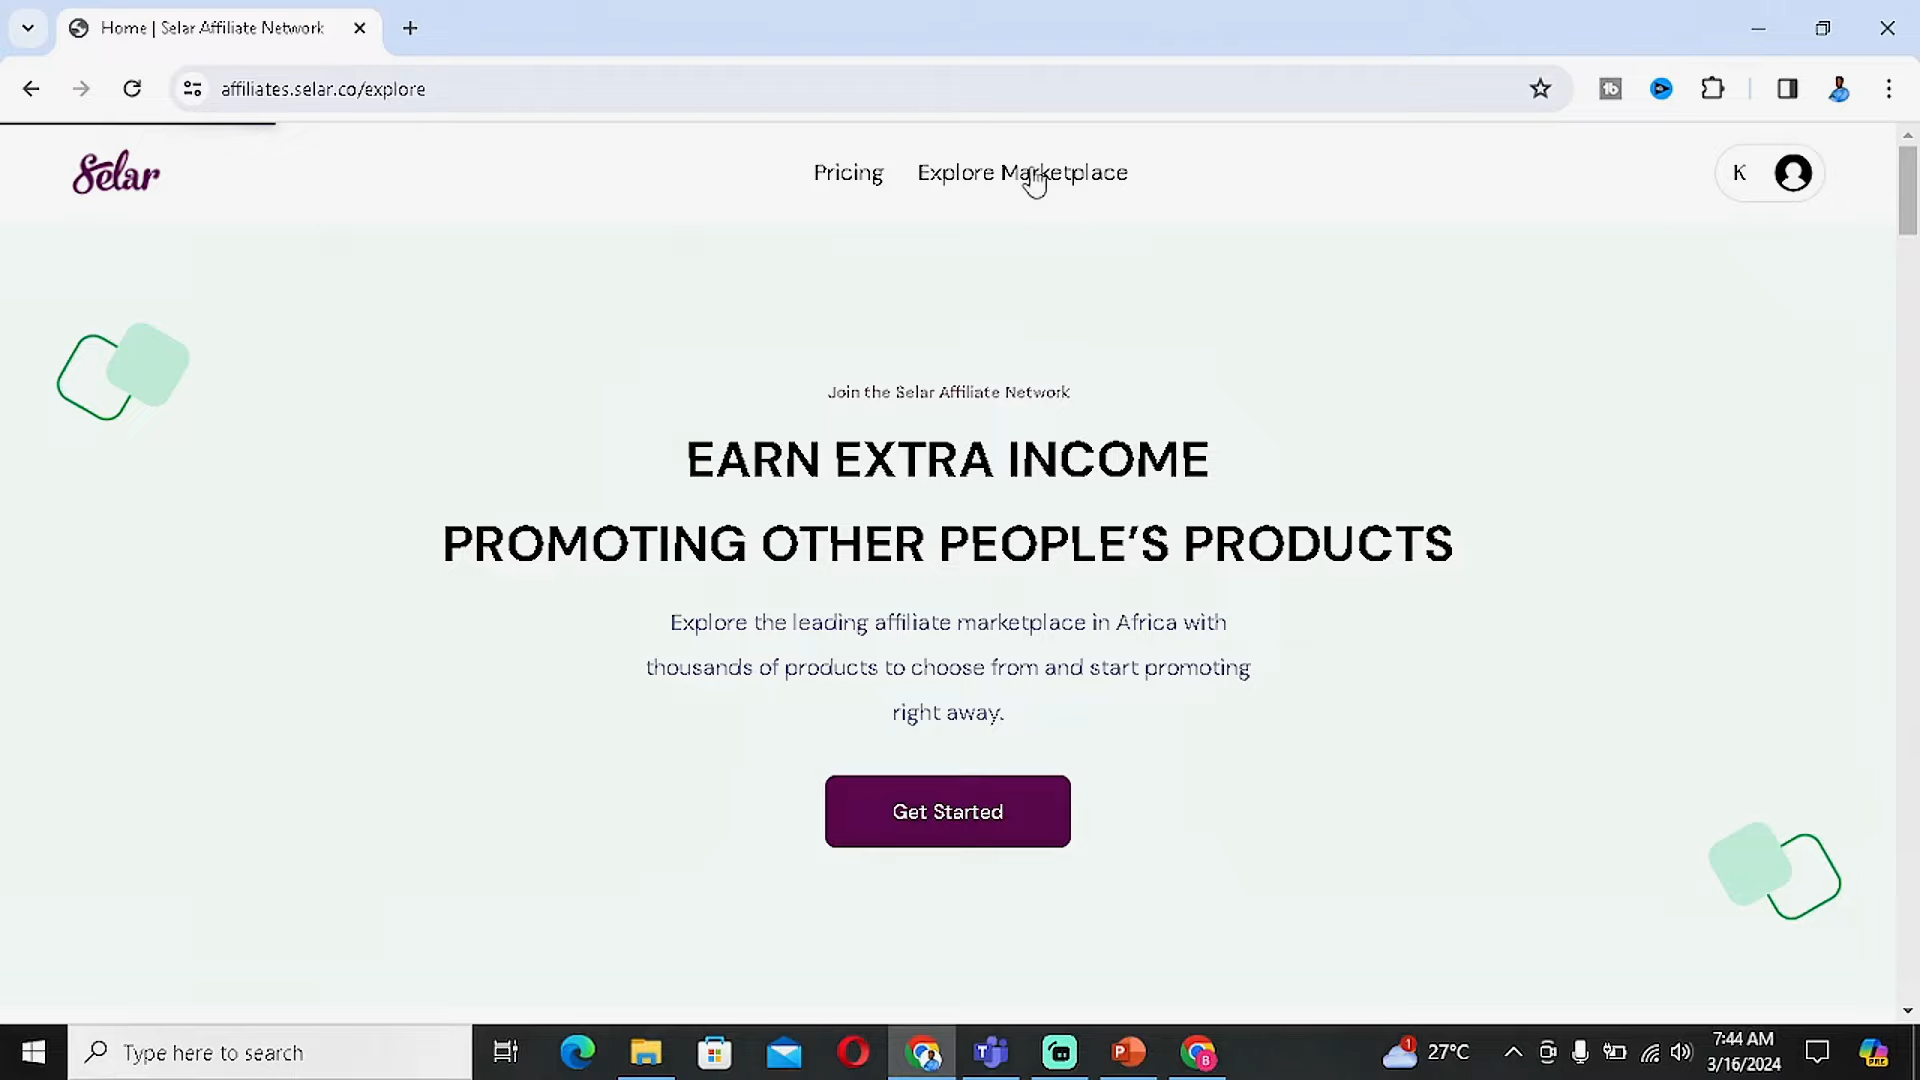 Home | Selar Affiliate Network
affiliates.selar.co/explore
Selar
Pricing
Explore Marketplace
K
Join the Selar Affiliate Network
EARN EXTRA INCOME
PROMOTING OTHER PEOPLE’S PRODUCTS
Explore the leading affiliate marketplace in Africa with
thousands of products to choose from and start promoting
right away.
Get Started
Type here to search
1
27°C
7:44 AM
3/16/2024